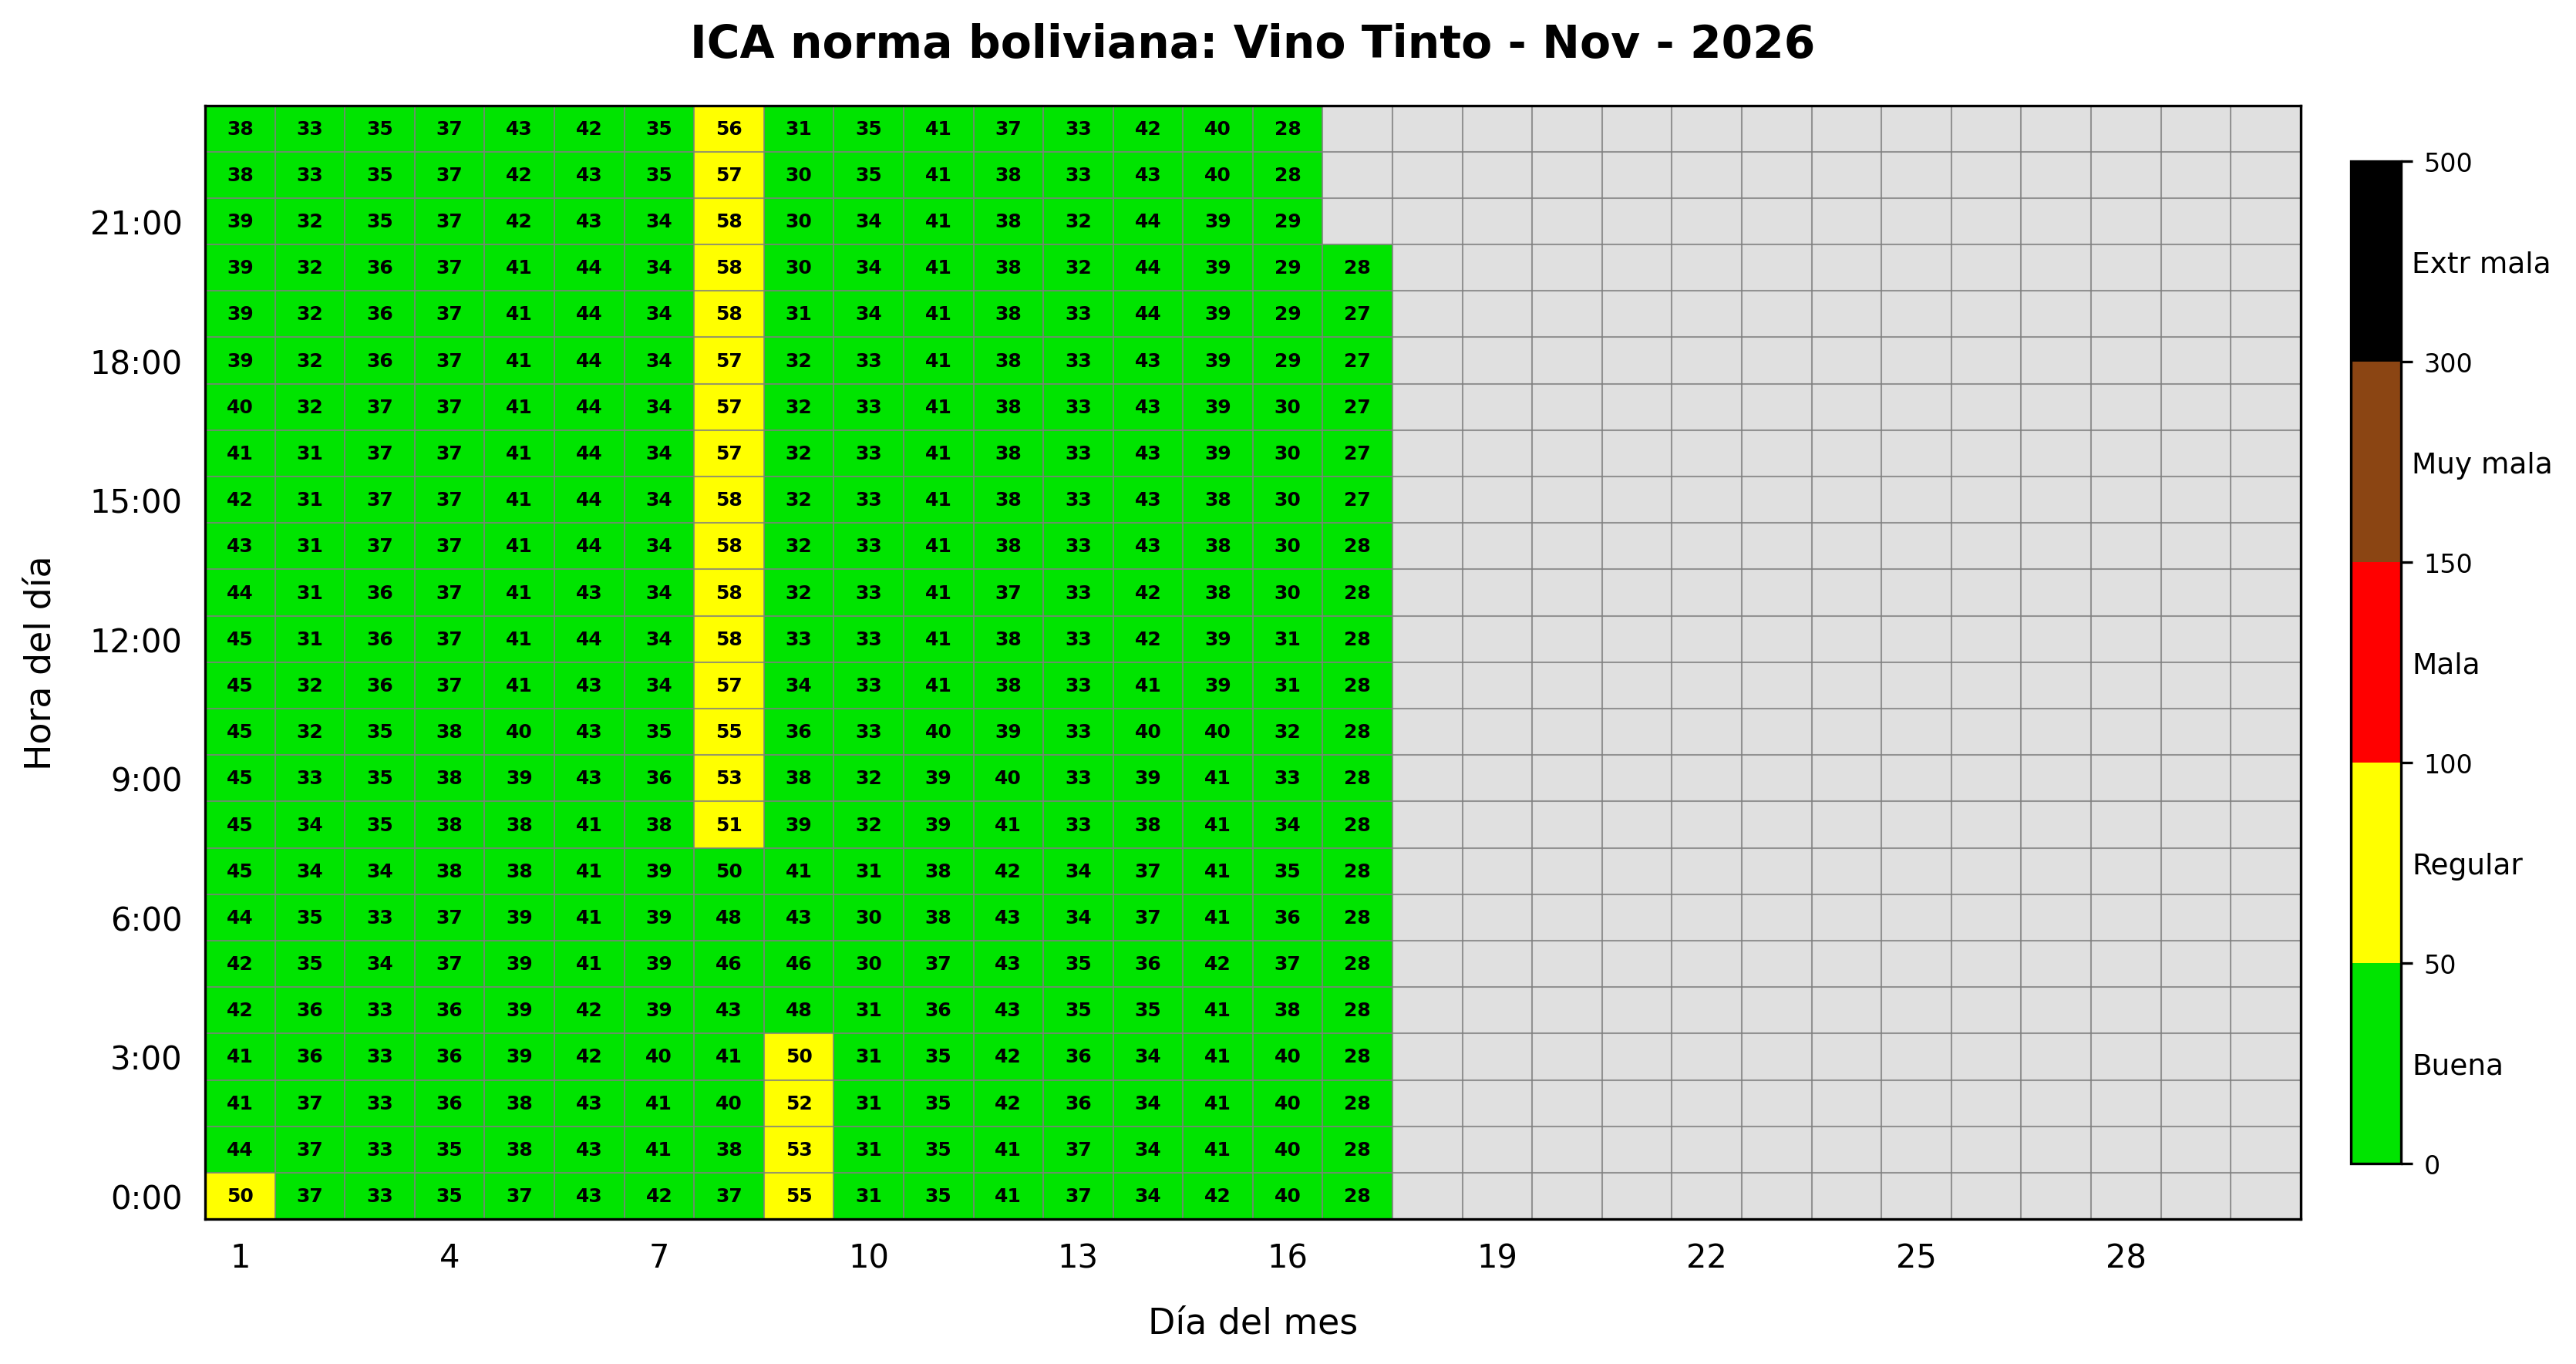 ICA norma boliviana: Vino Tinto - Nov - 2026
38 33 35 37 43 42 35 56 31 35 41 37 33 42 40 28
38 33 35 37 42 43 35 57 30 35 41 38 33 43 40 28
21:00 39 32 35 37 42 43 34 58 30 34 41 38 32 44 39 29
39 32 36 37 41 44 34 58 30 34 41 38 32 44 39 29 28
39 32 36 37 41 44 34 58 31 34 41 38 33 44 39 29 27
18:00 39 32 36 37 41 44 34 57 32 33 41 38 33 43 39 29 27
40 32 37 37 41 44 34 57 32 33 41 38 33 43 39 30 27
41 31 37 37 41 44 34 57 32 33 41 38 33 43 39 30 27
15:00 42 31 37 37 41 44 34 58 32 33 41 38 33 43 38 30 27
43 31 37 37 41 44 34 58 32 33 41 38 33 43 38 30 28
44 31 36 37 41 43 34 58 32 33 41 37 33 42 38 30 28
12:00 45 31 36 37 41 44 34 58 33 33 41 38 33 42 39 31 28
45 32 36 37 41 43 34 57 34 33 41 38 33 41 39 31 28
45 32 35 38 40 43 35 55 36 33 40 39 33 40 40 32 28
9:00 45 33 35 38 39 43 36 53 38 32 39 40 33 39 41 33 28
45 34 35 38 38 41 38 51 39 32 39 41 33 38 41 34 28
45 34 34 38 38 41 39 50 41 31 38 42 34 37 41 35 28
6:00 44 35 33 37 39 41 39 48 43 30 38 43 34 37 41 36 28
42 35 34 37 39 41 39 46 46 30 37 43 35 36 42 37 28
42 36 33 36 39 42 39 43 48 31 36 43 35 35 41 38 28
3:00 41 36 33 36 39 42 40 41 50 31 35 42 36 34 41 40 28
41 37 33 36 38 43 41 40 52 31 35 42 36 34 41 40 28
44 37 33 35 38 43 41 38 53 31 35 41 37 34 41 40 28
0:00 50 37 33 35 37 43 42 37 55 31 35 41 37 34 42 40 28
1 4 7 10 13 16 19 22 25 28
Día del mes
Hora del día
500
Extr mala
300
Muy mala
150
Mala
100
Regular
50
Buena
0